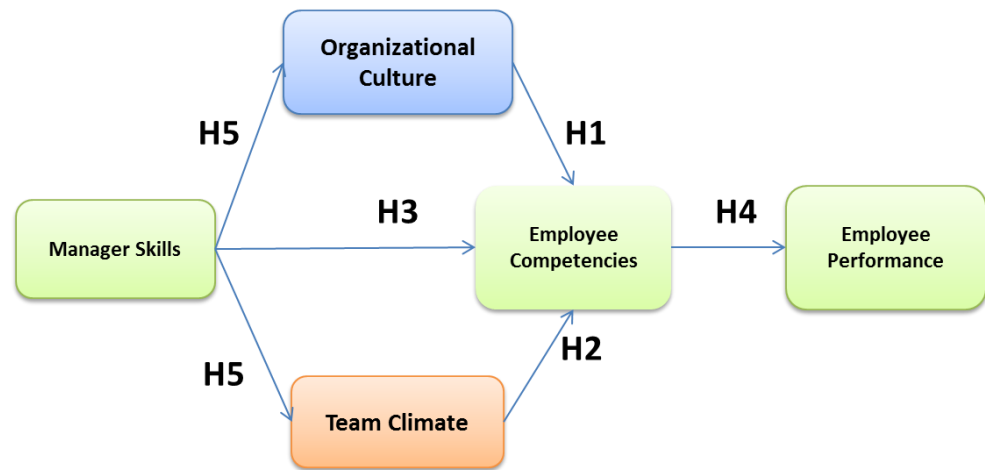 Organizational
Culture
H5
H1
Manager Skills
H3
Employee
Competencies
H4
Employee
Performance
H5
H2
Team Climate